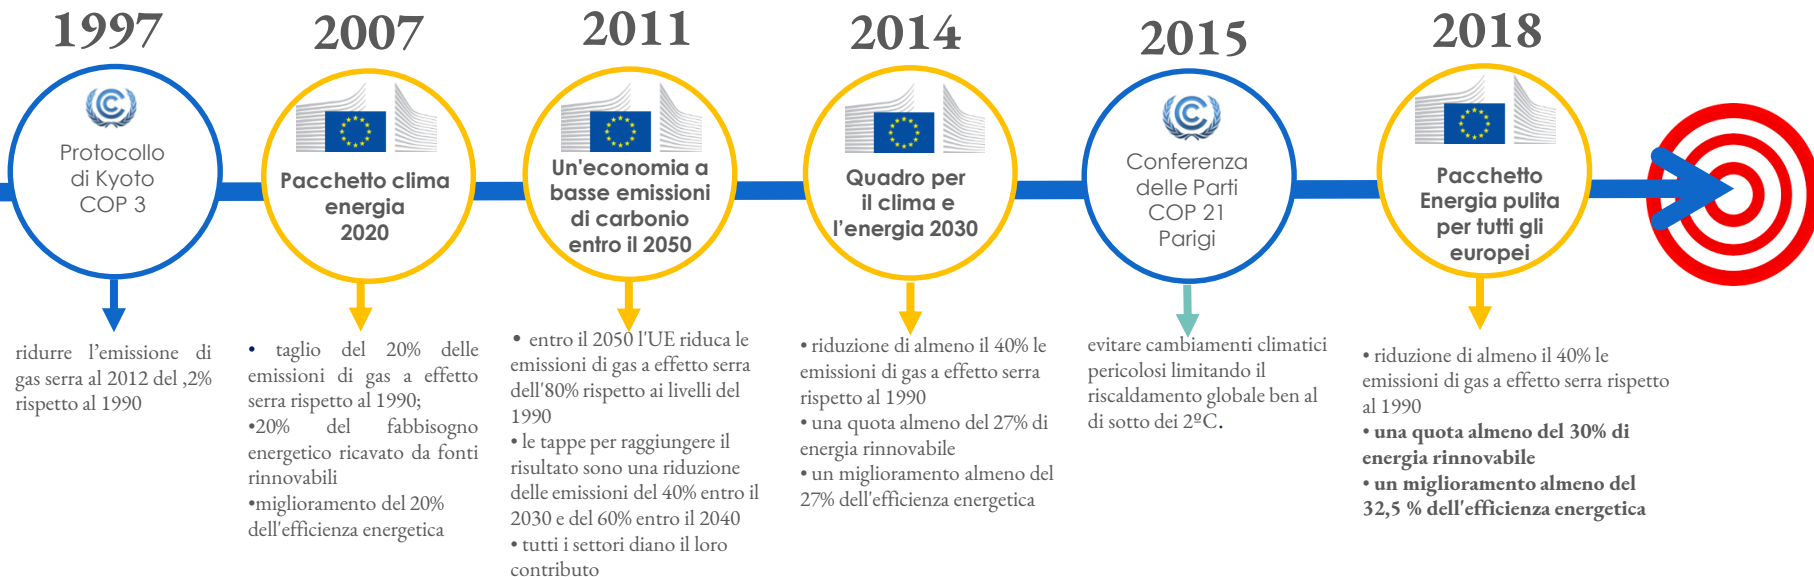 1997
Protocollo
di Kyoto
COP 3
ridurre l’emissione di
gas serra al 2012 del ,2%
rispetto al 1990
2007
Pacchetto clima
energia
2020
• taglio del 20% delle
emissioni di gas a effetto
serra rispetto al 1990;
•20% del fabbisogno
energetico ricavato da fonti
rinnovabili
•miglioramento del 20%
dell'efficienza energetica
2011
Un'economia a
basse emissioni
di carbonio
entro il 2050
• entro il 2050 l'UE riduca le
emissioni di gas a effetto serra
dell'80% rispetto ai livelli del
1990
• le tappe per raggiungere il
risultato sono una riduzione
delle emissioni del 40% entro il
2030 e del 60% entro il 2040
• tutti i settori diano il loro
contributo
2014
Quadro per
il clima e
l’energia 2030
• riduzione di almeno il 40% le
emissioni di gas a effetto serra
rispetto al 1990
• una quota almeno del 27% di
energia rinnovabile
• un miglioramento almeno del
27% dell'efficienza energetica
2015
Conferenza
delle Parti
COP 21
Parigi
evitare cambiamenti climatici
pericolosi limitando il
riscaldamento globale ben al
di sotto dei 2ºC.
2018
Pacchetto
Energia pulita
per tutti gli
europei
• riduzione di almeno il 40% le
emissioni di gas a effetto serra rispetto
al 1990
• una quota almeno del 30% di
energia rinnovabile
• un miglioramento almeno del
32,5 % dell'efficienza energetica